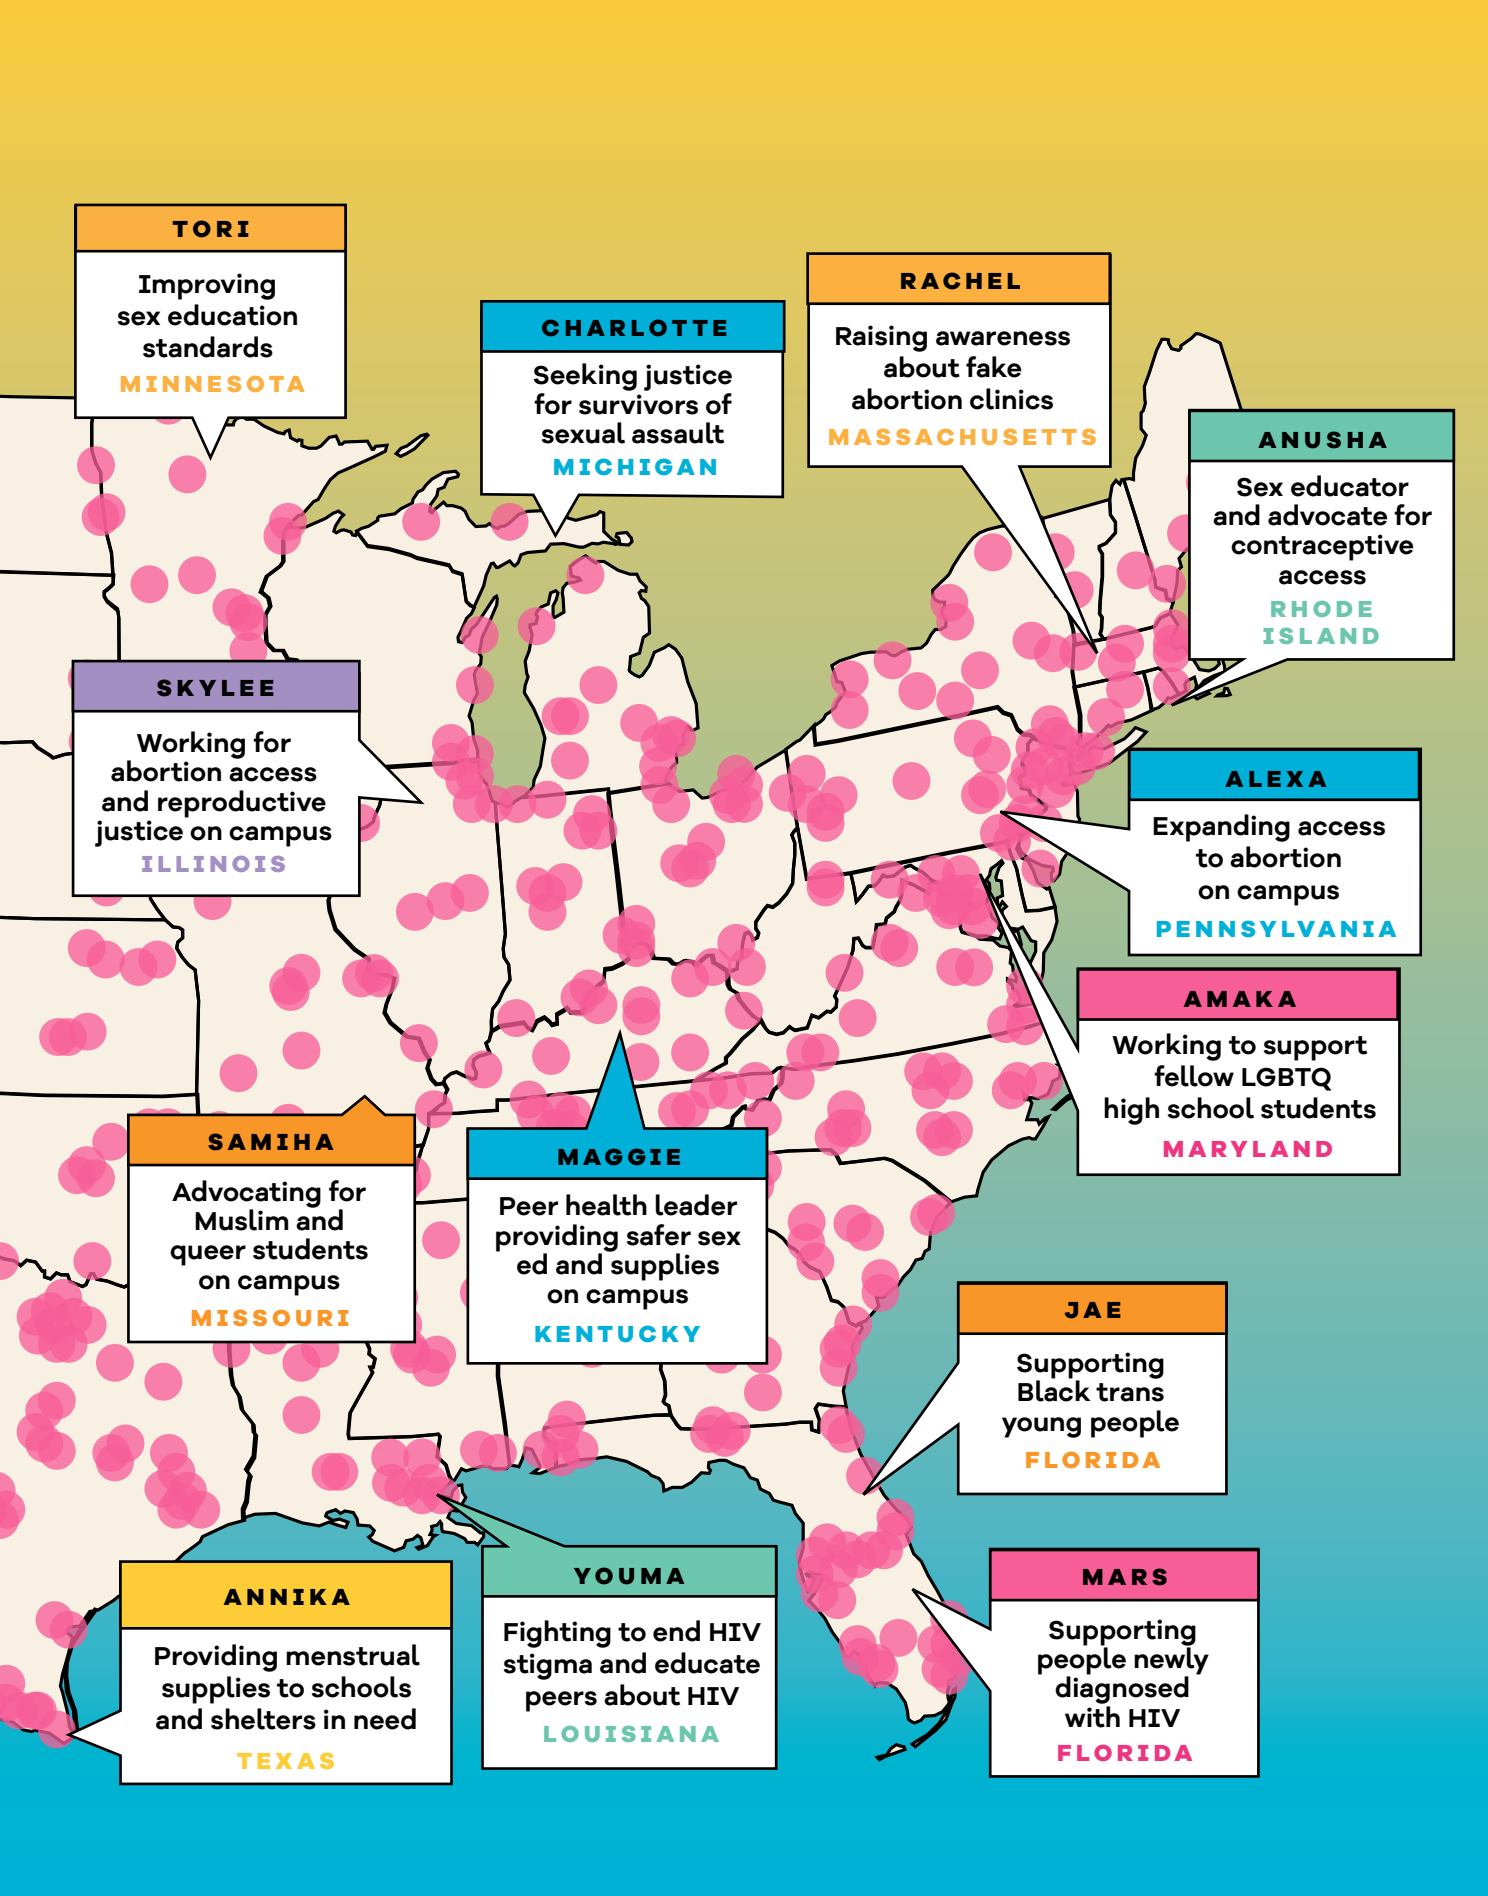 TORI
Improving
sex education
standards
MINNESOTA
CHARLOTTE
Seeking justice
for survivors of
sexual assault
MICHIGAN
RACHEL
Raising awareness
about fake
abortion clinics
MASSACHUSETTS
ANUSHA
Sex educator
and advocate for
contraceptive
access
RHODE
ISLAND
SKYLEE
Working for
abortion access
and reproductive
justice on campus
ILLINOIS
ALEXA
Expanding access
to abortion
on campus
PENNSYLVANIA
AMAKA
Working to support
fellow LGBTQ
high school students
MARYLAND
SAMIHA
Advocating for
Muslim and
queer students
on campus
MISSOURI
MAGGIE
Peer health leader
providing safer sex
ed and supplies
on campus
KENTUCKY
JAE
Supporting
Black trans
young people
FLORIDA
ANNIKA
Providing menstrual
supplies to schools
and shelters in need
TEXAS
YOUMA
Fighting to end HIV
stigma and educate
peers about HIV
LOUISIANA
MARS
Supporting
people newly
diagnosed
with HIV
FLORIDA